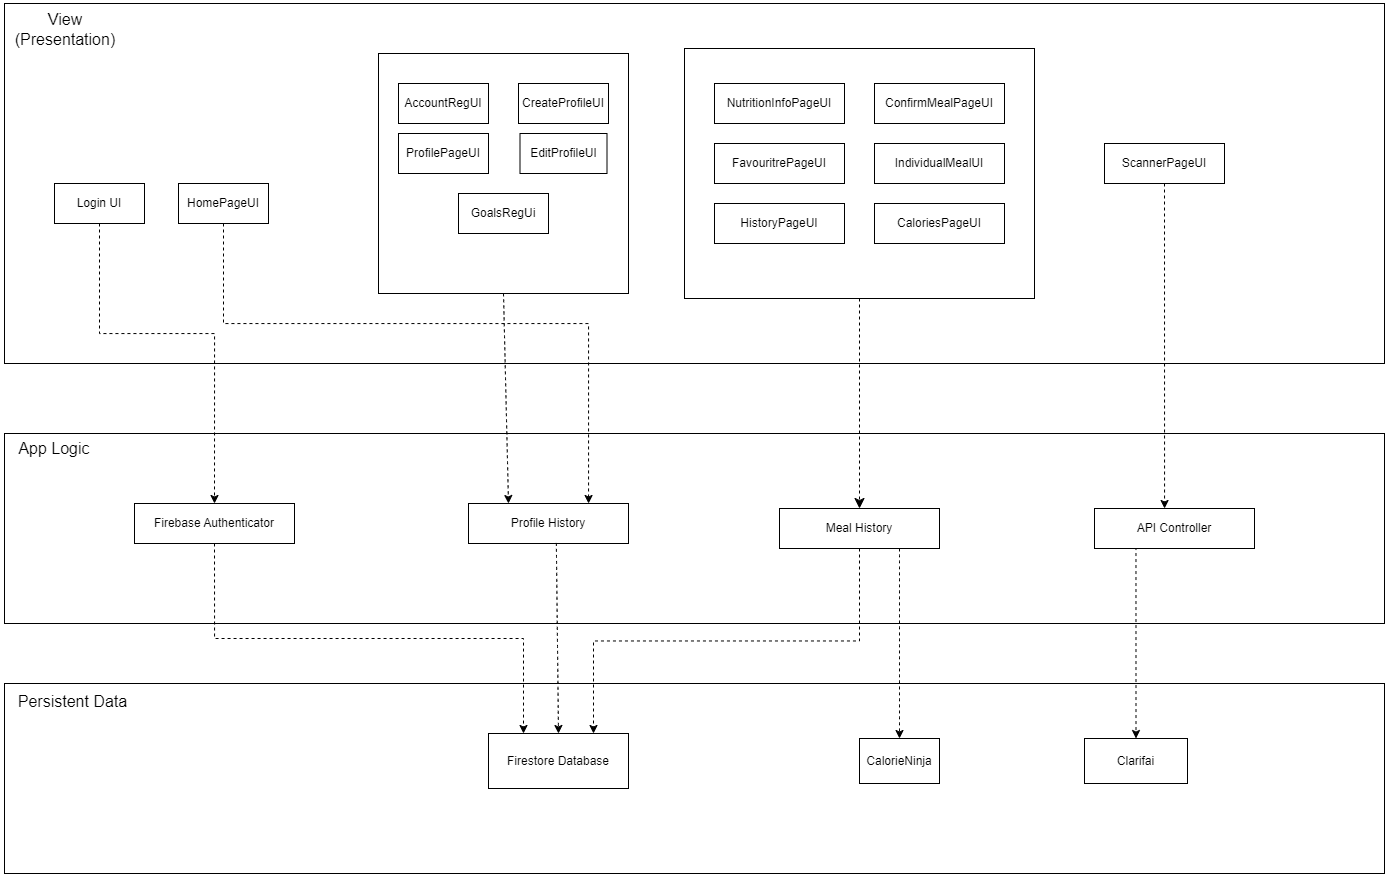 View
(Presentation)
AccountRegUI
CreateProfileUI
ProfilePageUI
EditProfileUI
GoalsRegUi
NutritionInfoPageUI
ConfirmMealPageUI
FavouritrePageUI
IndividualMealUI
HistoryPageUI
CaloriesPageUI
ScannerPageUI
Login UI
HomePageUI
App Logic
Firebase Authenticator
Profile History
Meal History
API Controller
Persistent Data
Firestore Database
CalorieNinja
Clarifai